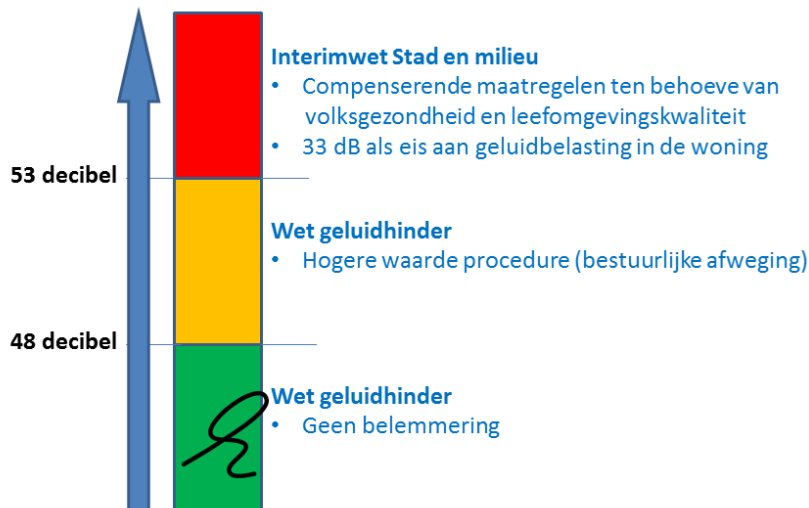 Interimwet Stad en milieu
• Compenserende maatregelen ten behoeve van
volksgezondheid en leefomgevingskwaliteit
• 33 dB als eis aan geluidbelasting in de woning
53 decibel
Wet geluidhinder
• Hogere waarde procedure (bestuurlijke afweging)
48 decibel
Wet geluidhinder
• Geen belemmering